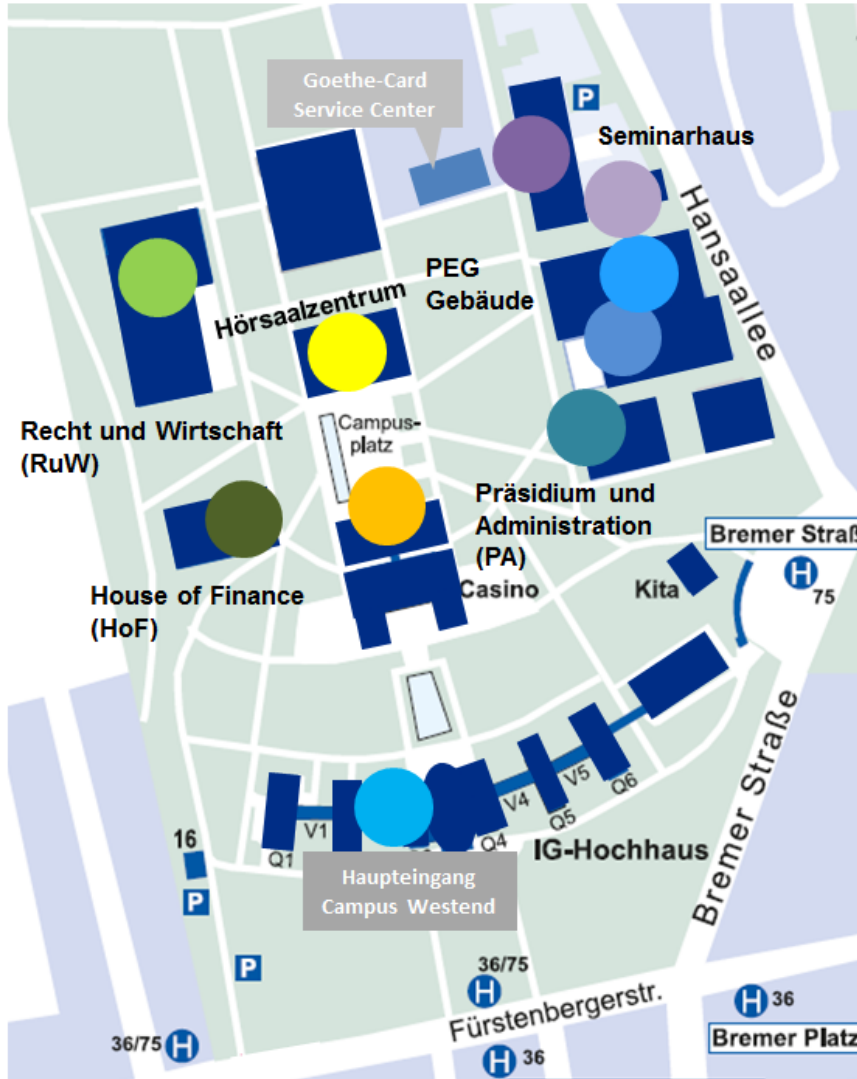 Goethe-Card
Service Center
P
Seminarhaus
Hansaallee
PEG
Gebäude
Hörsaalzentrum
Campus-
platz
Recht und Wirtschaft
(RuW)
Präsidium und
Administration
(PA)
Bremer Straß
H
75
House of Finance
(HoF)
Casino
Kita
Bremer Straße
Q1
V1
Q4
V4
Q5
V5
Q6
16
P
IG-Hochhaus
Haupteingang
Campus Westend
P
36/75
H
Fürstenbergerstr.
H 36
Bremer Platz
36/75 H
H 36